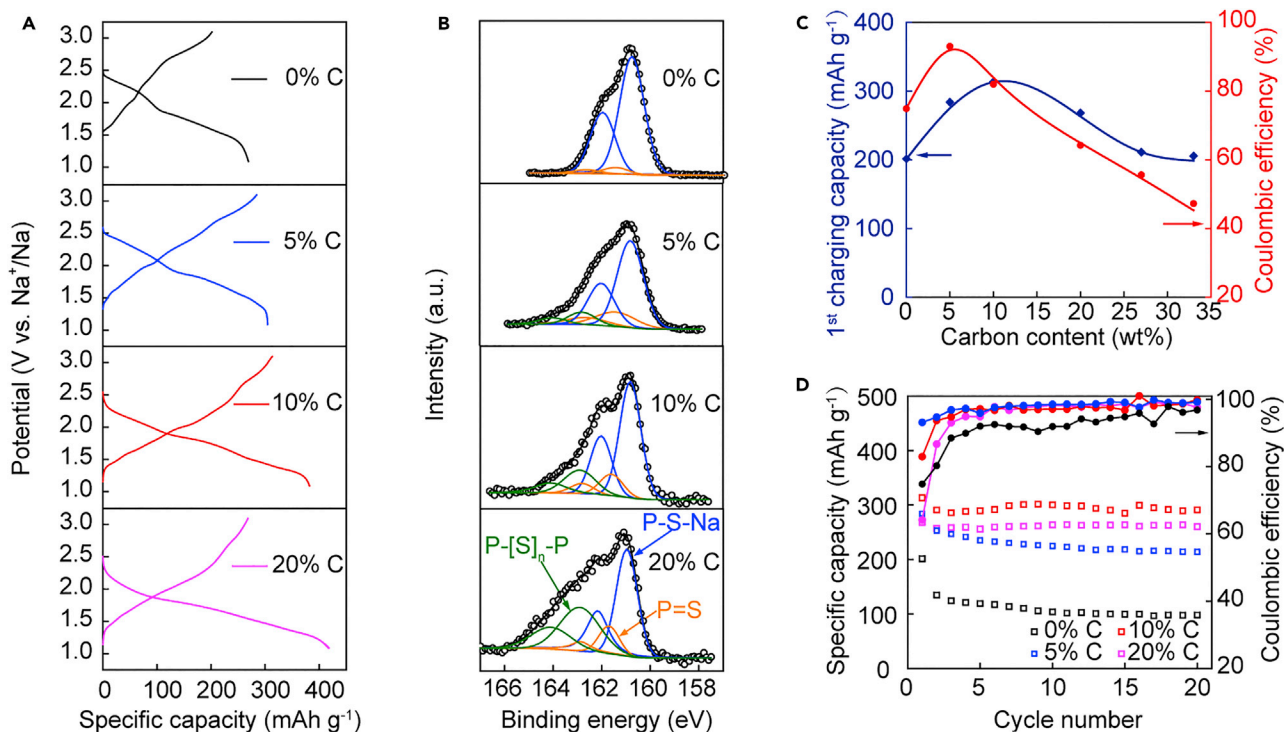 A
Potential (V vs. Na⁺/Na)
3.0
2.5
2.0
1.5
1.0
0% C
3.0
2.5
2.0
1.5
1.0
5% C
3.0
2.5
2.0
1.5
1.0
10% C
3.0
2.5
2.0
1.5
1.0
20% C
0 100 200 300 400
Specific capacity (mAh g⁻¹)
B
Intensity (a.u.)
0% C
5% C
10% C
P-S-Na
P-[S]ₙ-P
20% C
P=S
166 164 162 160 158
Binding energy (eV)
C
1ˢᵗ charging capacity (mAh g⁻¹)
400
300
200
100
0
100
80
60
40
20
Coulombic efficiency (%)
0 5 10 15 20 25 30 35
Carbon content (wt%)
D
Specific capacity (mAh g⁻¹)
500
400
300
200
100
0
100
80
60
40
20
Coulombic efficiency (%)
0% C 10% C
5% C 20% C
0 5 10 15 20
Cycle number